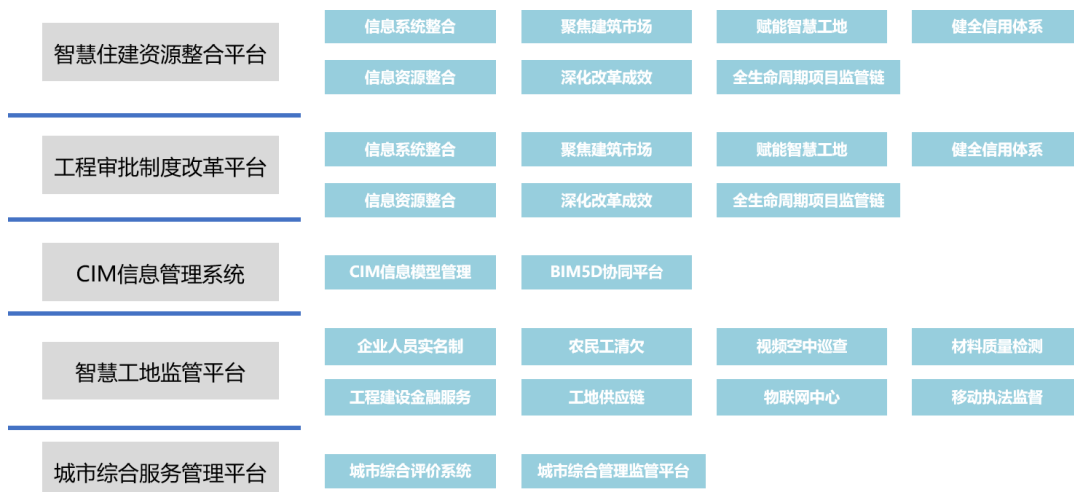 智慧住建资源整合平台
信息系统整合 聚焦建筑市场 赋能智慧工地 健全信用体系
信息资源整合 深化改革成效 全生命周期项目监管链
工程审批制度改革平台
信息系统整合 聚焦建筑市场 赋能智慧工地 健全信用体系
信息资源整合 深化改革成效 全生命周期项目监管链
CIM信息管理系统
CIM信息模型管理 BIM5D协同平台
智慧工地监管平台
企业人员实名制 农民工清欠 视频空中巡查 材料质量检测
工程建设金融服务 工地供应链 物联网中心 移动执法监督
城市综合服务管理平台
城市综合评价系统 城市综合管理监管平台